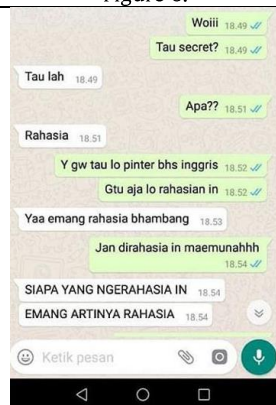 Figure 8.
Woiii 18.49
Tau secret? 18.49
Tau lah 18.49
Apa?? 18.51
Rahasia 18.51
Y gw tau lo pinter bhs inggris 18.52
Gtu aja lo rahasian in 18.52
Yaa emang rahasia bhambang 18.53
Jan dirahasia in maemunahhh
18.54
SIAPA YANG NGERAHASIA IN 18.54
EMANG ARTINYA RAHASIA 18.54
Ketik pesan